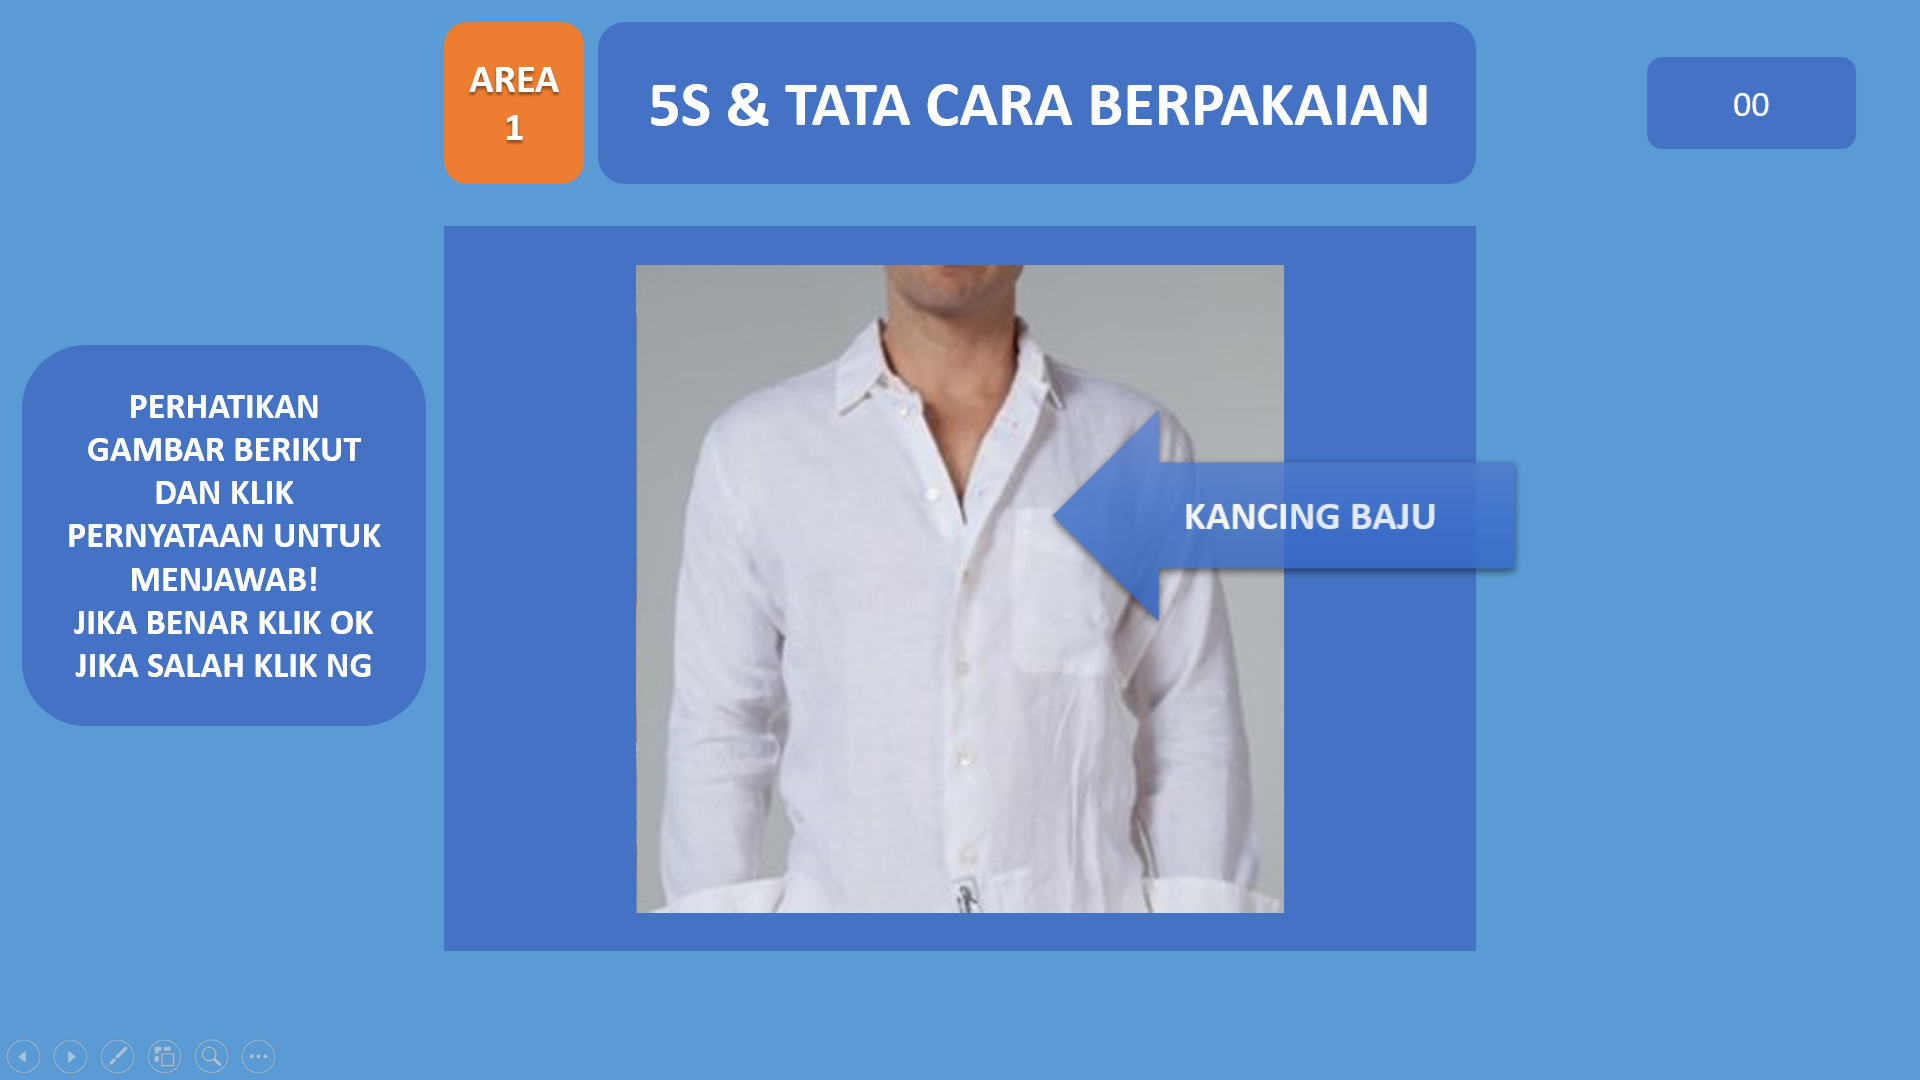 AREA
1
5S & TATA CARA BERPAKAIAN
00
PERHATIKAN
GAMBAR BERIKUT
DAN KLIK
PERNYATAAN UNTUK
MENJAWAB!
JIKA BENAR KLIK OK
JIKA SALAH KLIK NG
KANCING BAJU